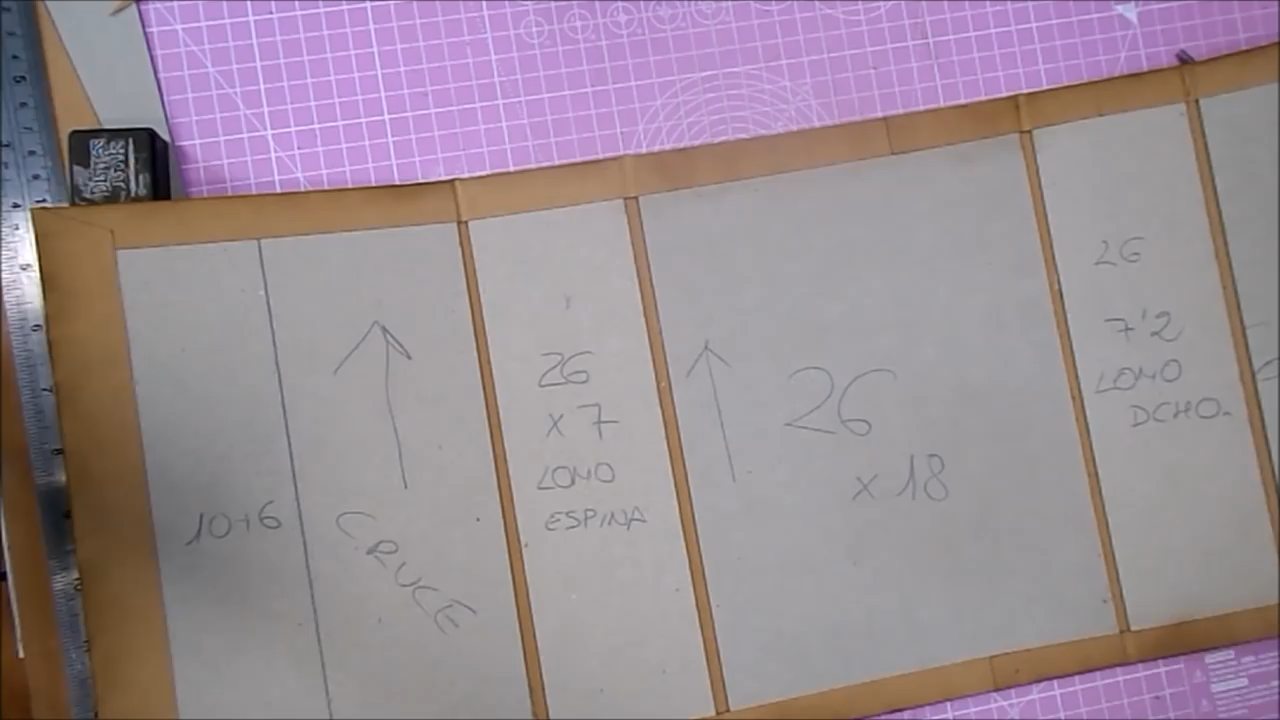 10+6
CRUCE
26
x 7
LOMO
ESPINA
26
x 18
26
7'2
LOMO
DCHO.